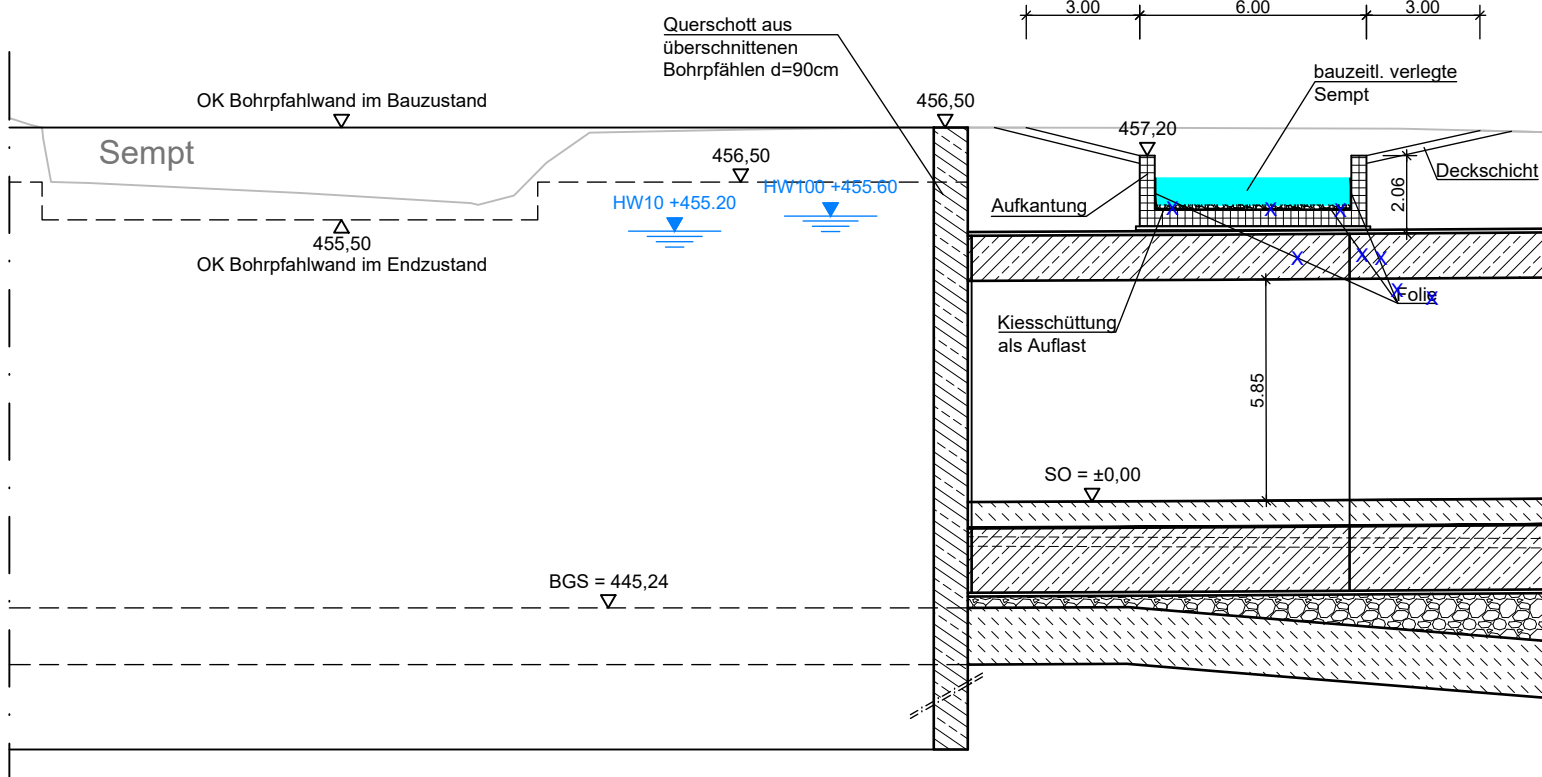 3.00
6.00
3.00
Querschott aus
überschnittenen
Bohrpfählen d=90cm
bauzeitl. verlegte
Sempt
OK Bohrpfahlwand im Bauzustand
456,50
457,20
Sempt
456,50
Deckschicht
HW100 +455.60
HW10 +455.20
2.06
Aufkantung
455,50
OK Bohrpfahlwand im Endzustand
Folie
Kiesschüttung
als Auflast
5.85
SO = ±0,00
BGS = 445,24